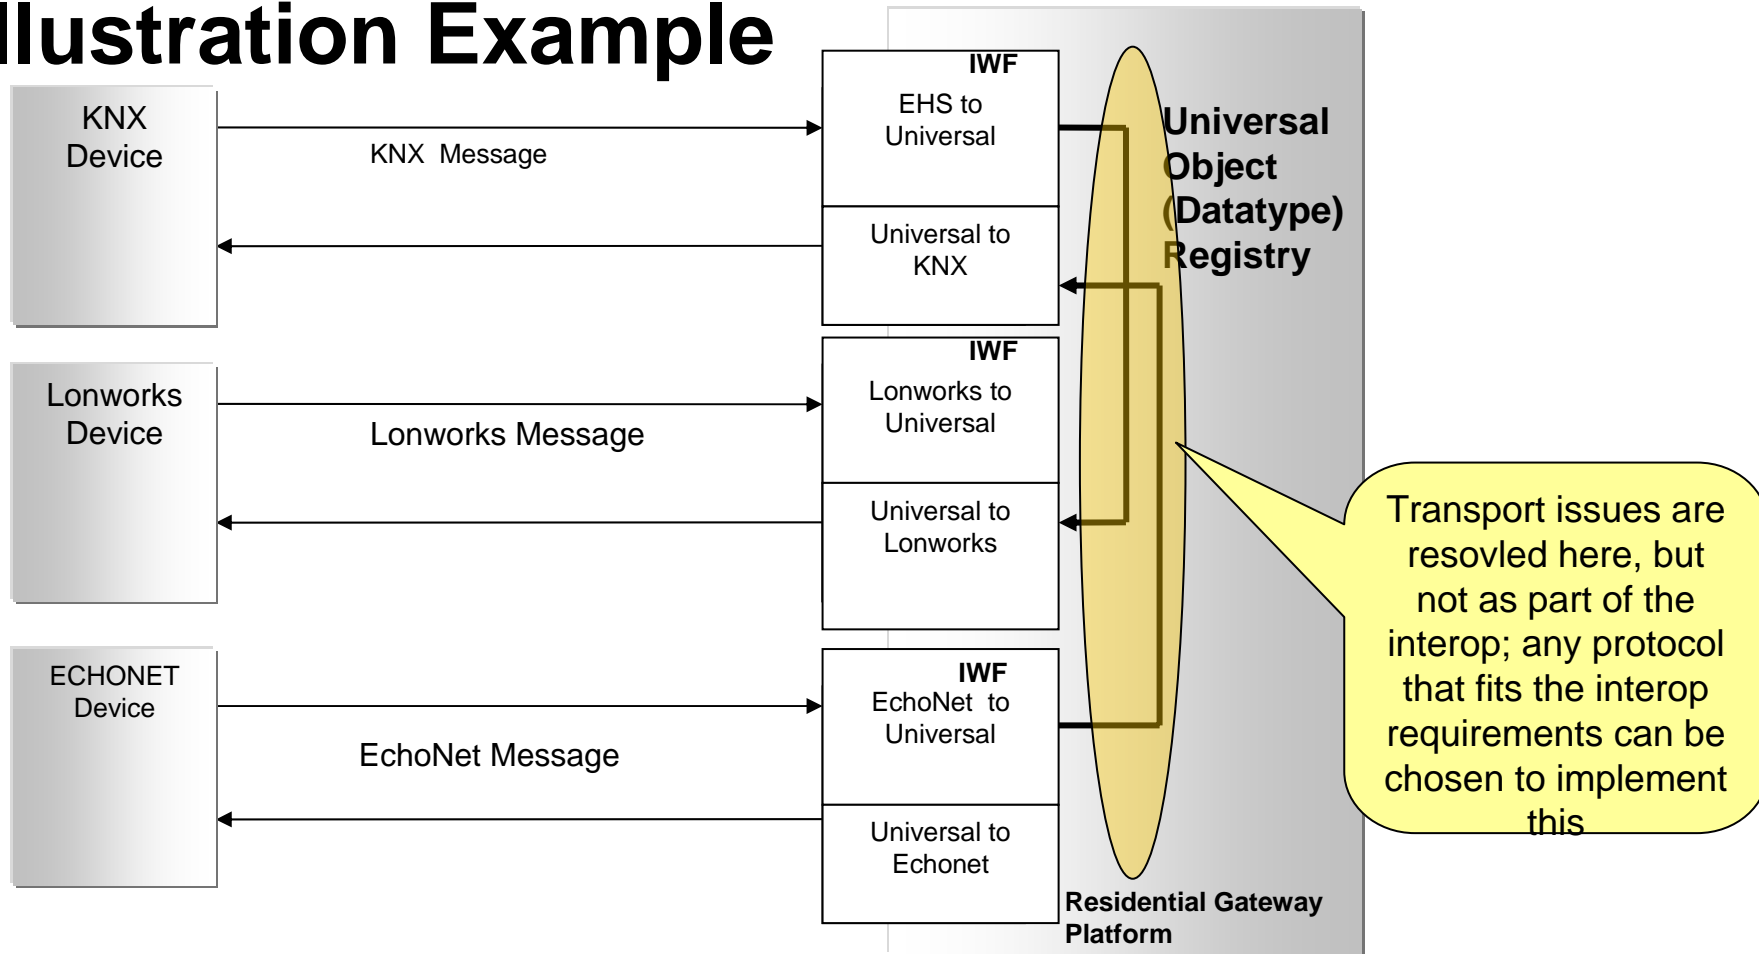 llustration Example
KNX
Device
KNX Message
IWF
EHS to
Universal
Universal to
KNX
Universal
Object
(Datatype)
Registry
Lonworks
Device
Lonworks Message
IWF
Lonworks to
Universal
Universal to
Lonworks
Transport issues are
resovled here, but
not as part of the
interop; any protocol
that fits the interop
requirements can be
chosen to implement
this
ECHONET
Device
EchoNet Message
IWF
EchoNet to
Universal
Universal to
Echonet
Residential Gateway
Platform